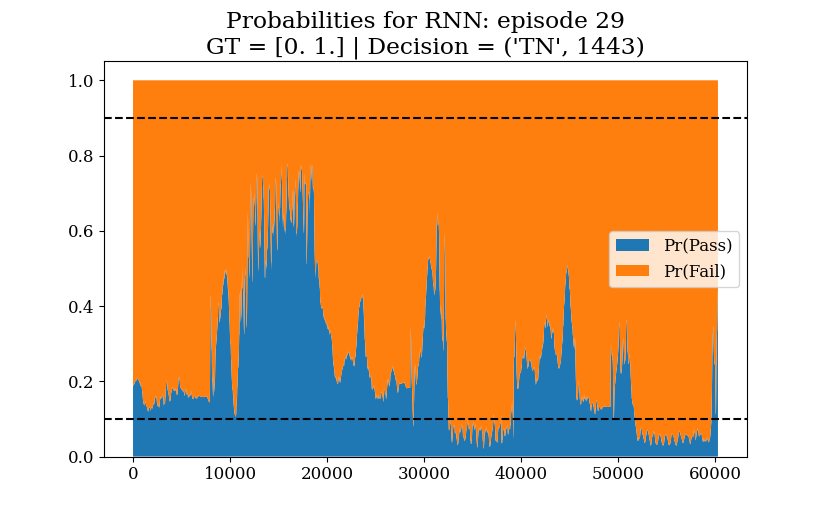 Probabilities for RNN: episode 29
GT = [0. 1.] | Decision = ('TN', 1443)
1.0
0.8
0.6
0.4
0.2
0.0
Pr(Pass)
Pr(Fail)
0 10000 20000 30000 40000 50000 60000